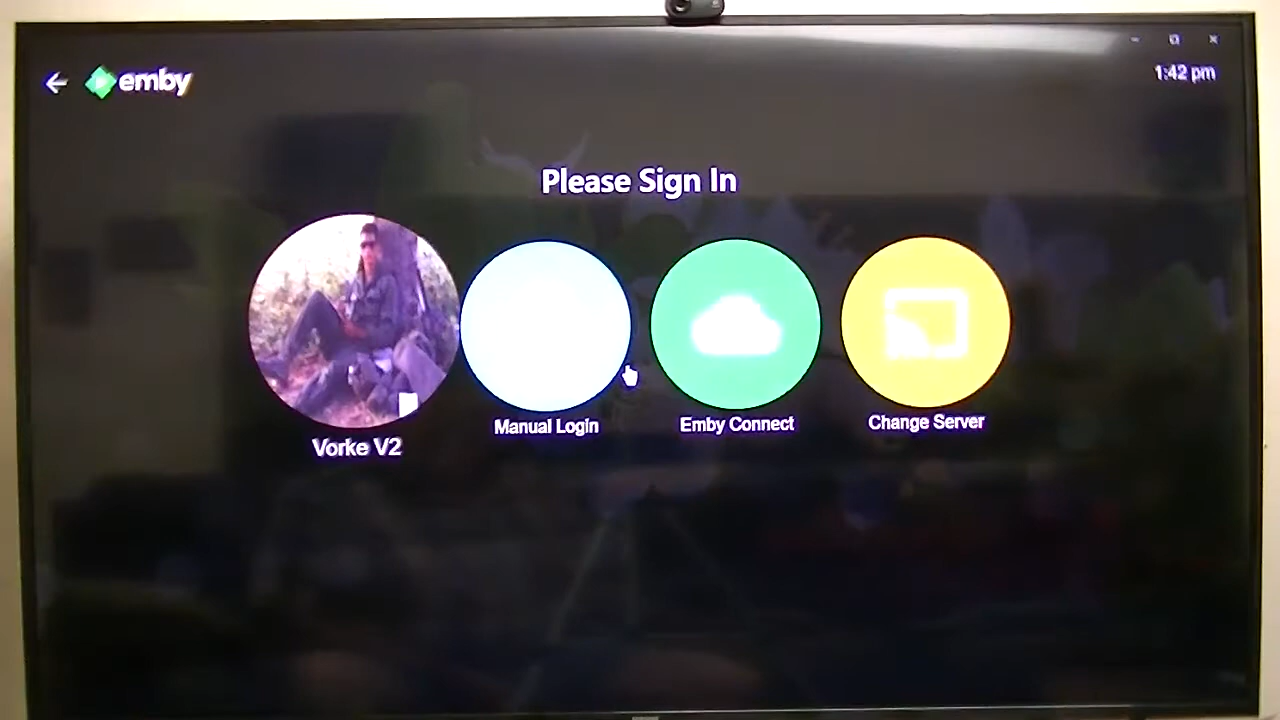 emby
1:42 pm
Please Sign In
Vorke V2
Manual Login
Emby Connect
Change Server